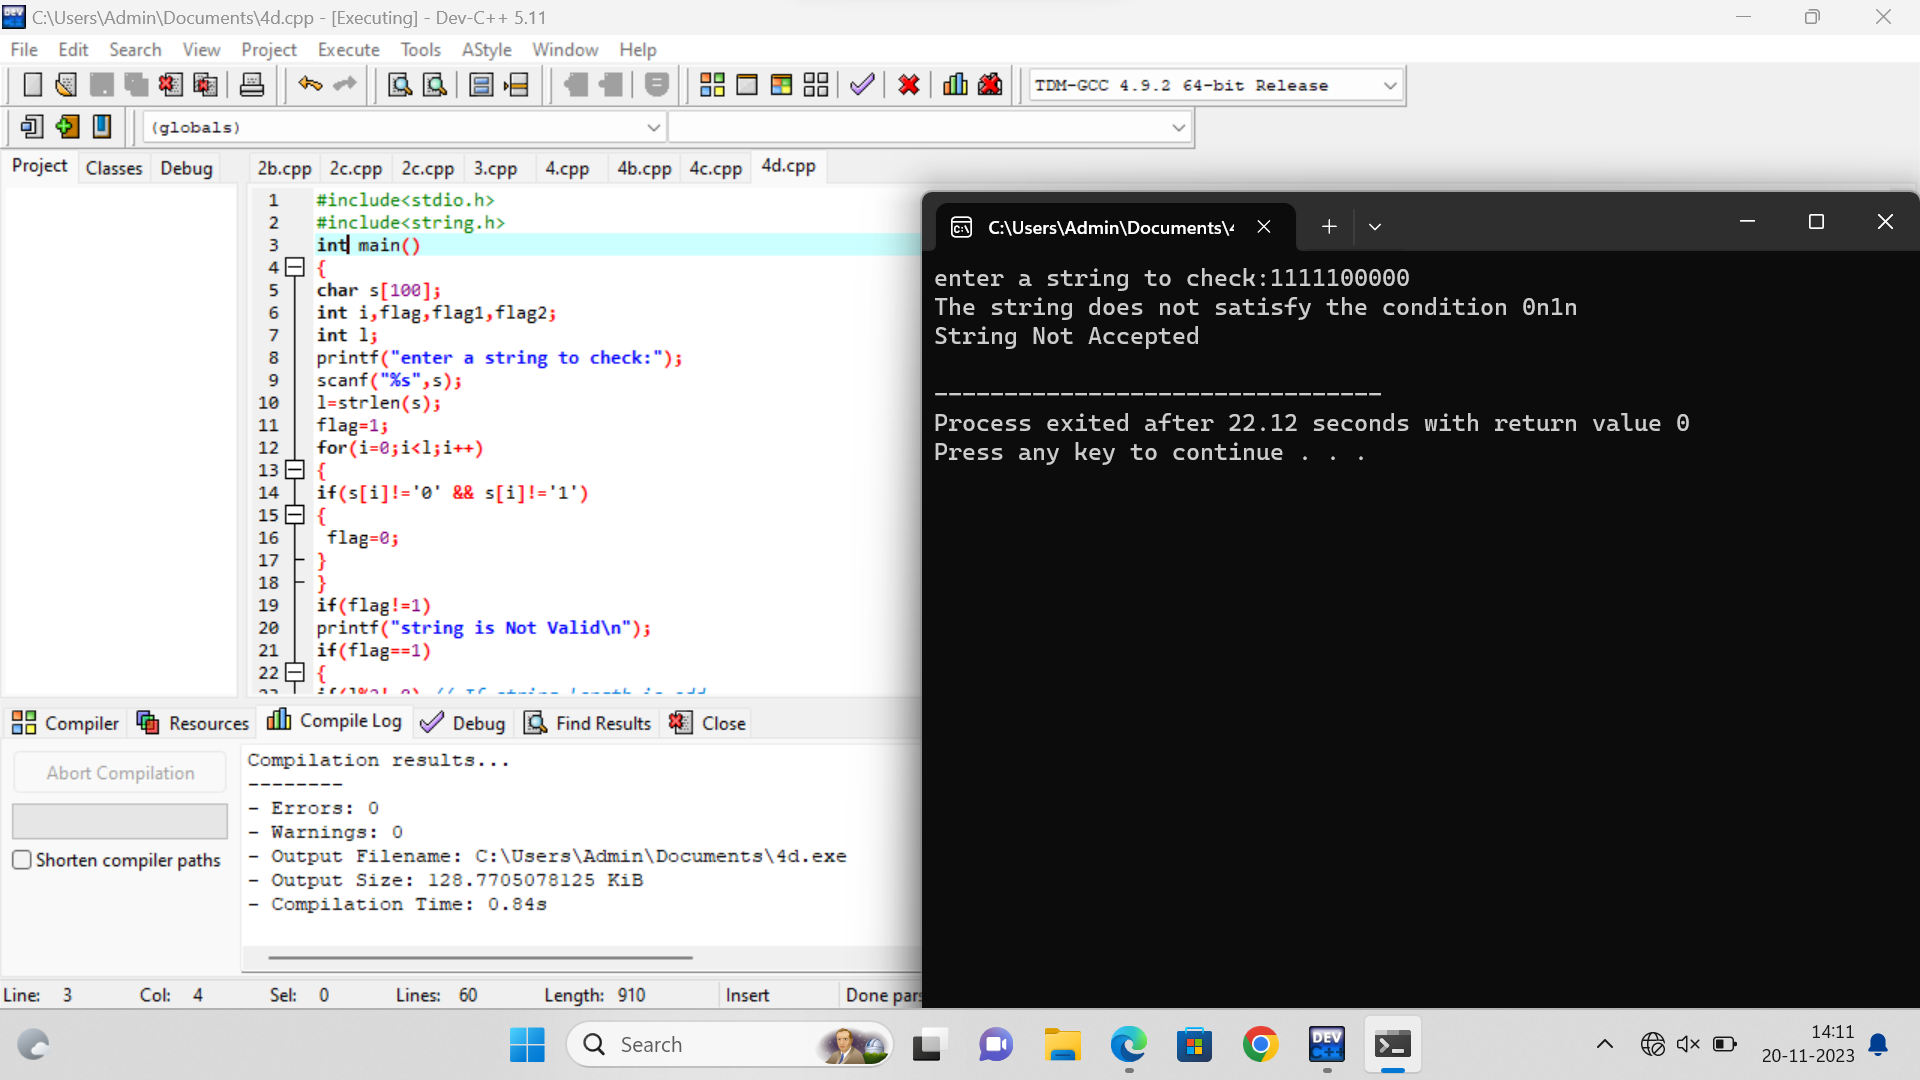 C:\Users\Admin\Documents\4d.cpp - [Executing] - Dev-C++ 5.11
File Edit Search View Project Execute Tools AStyle Window Help
TDM-GCC 4.9.2 64-bit Release
(globals)
Project Classes Debug
2b.cpp 2c.cpp 2c.cpp 3.cpp 4.cpp 4b.cpp 4c.cpp 4d.cpp
1 #include<stdio.h>
2 #include<string.h>
3 int main()
4 {
5 char s[100];
6 int i,flag,flag1,flag2;
7 int l;
8 printf("enter a string to check:");
9 scanf("%s",s);
10 l=strlen(s);
11 flag=1;
12 for(i=0;i<l;i++)
13 {
14 if(s[i]!='0' && s[i]!='1')
15 {
16 flag=0;
17 }
18 }
19 if(flag!=1)
20 printf("string is Not Valid\n");
21 if(flag==1)
22 {
C:\Users\Admin\Documents\4
enter a string to check:1111100000
The string does not satisfy the condition 0n1n
String Not Accepted
--------------------------------
Process exited after 22.12 seconds with return value 0
Press any key to continue . . .
Compiler Resources Compile Log Debug Find Results Close
Abort Compilation
Shorten compiler paths
Compilation results...
--------
- Errors: 0
- Warnings: 0
- Output Filename: C:\Users\Admin\Documents\4d.exe
- Output Size: 128.7705078125 KiB
- Compilation Time: 0.84s
Line: 3 Col: 4 Sel: 0 Lines: 60 Length: 910 Insert Done pars
Search
DEV C++
14:11
20-11-2023